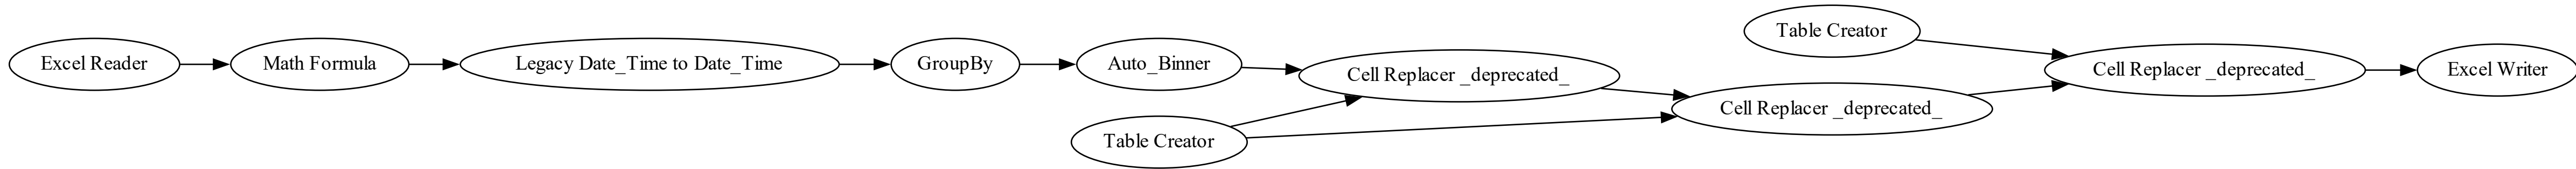 Excel Reader
Math Formula
Legacy Date_Time to Date_Time
GroupBy
Auto_Binner
Table Creator
Cell Replacer _deprecated_
Cell Replacer _deprecated_
Table Creator
Cell Replacer _deprecated_
Excel Writer